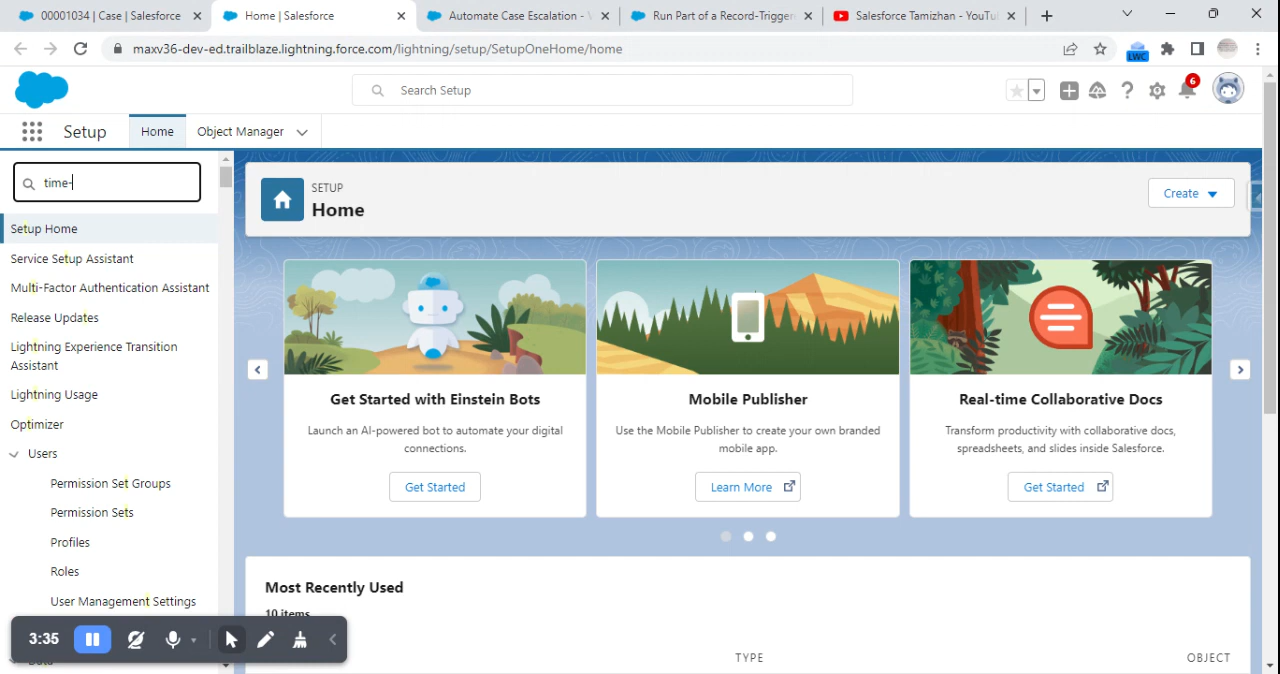 00001034 | Case | Salesforce
Home | Salesforce
Automate Case Escalation -
Run Part of a Record-Trigger
Salesforce Tamizhan - YouTu
maxv36-dev-ed.trailblaze.lightning.force.com/lightning/setup/SetupOneHome/home
LWC
Search Setup
6
Setup
Home
Object Manager
time-
Setup Home
Service Setup Assistant
Multi-Factor Authentication Assistant
Release Updates
Lightning Experience Transition
Assistant
Lightning Usage
Optimizer
Users
Permission Set Groups
Permission Sets
Profiles
Roles
User Management Settings
Data
SETUP
Home
Create
Get Started with Einstein Bots
Launch an AI-powered bot to automate your digital
connections.
Get Started
Mobile Publisher
Use the Mobile Publisher to create your own branded
mobile app.
Learn More
Real-time Collaborative Docs
Transform productivity with collaborative docs,
spreadsheets, and slides inside Salesforce.
Get Started
Most Recently Used
10 items
TYPE
OBJECT
3:35